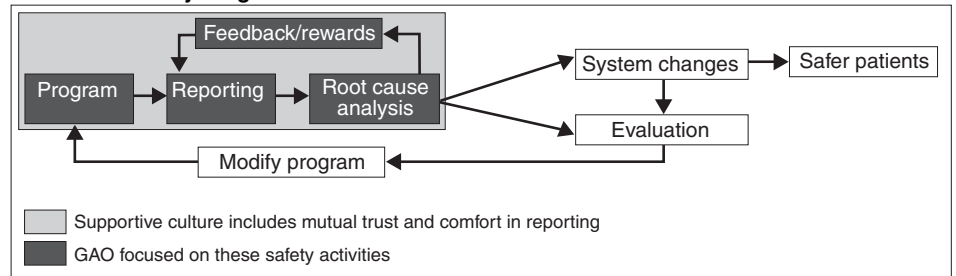 Feedback/rewards
Program
Reporting
Root cause
analysis
System changes
Safer patients
Evaluation
Modify program
Supportive culture includes mutual trust and comfort in reporting
GAO focused on these safety activities